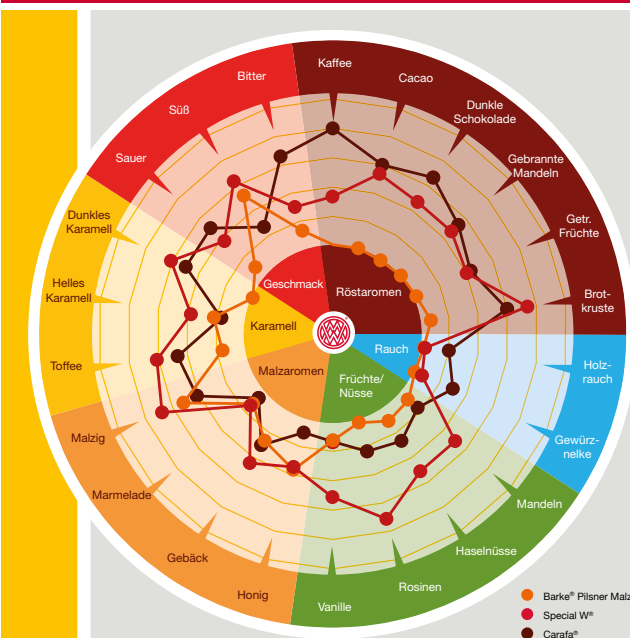 Kaffee
Cacao
Dunkle
Schokolade
Gebrannte
Mandeln
Getr.
Früchte
Brot-
kruste
Holz-
rauch
Gewürz-
nelke
Mandeln
Haselnüsse
Rosinen
Vanille
Honig
Gebäck
Marmelade
Malzig
Toffee
Helles
Karamell
Dunkles
Karamell
Sauer
Süß
Bitter
Geschmack
Röstaromen
Karamell
Rauch
Malzaromen
Früchte/
Nüsse
Barke® Pilsner Malz
Special W®
Carafa®